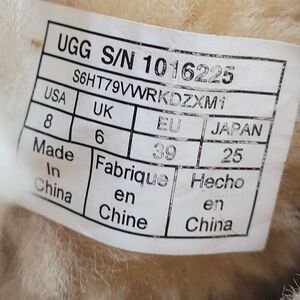 UGG S/N 1016225
S6HT79VWRKDZXM1
USA UK EU JAPAN
8 6 39 25
Made in China
Fabrique en Chine
Hecho en China